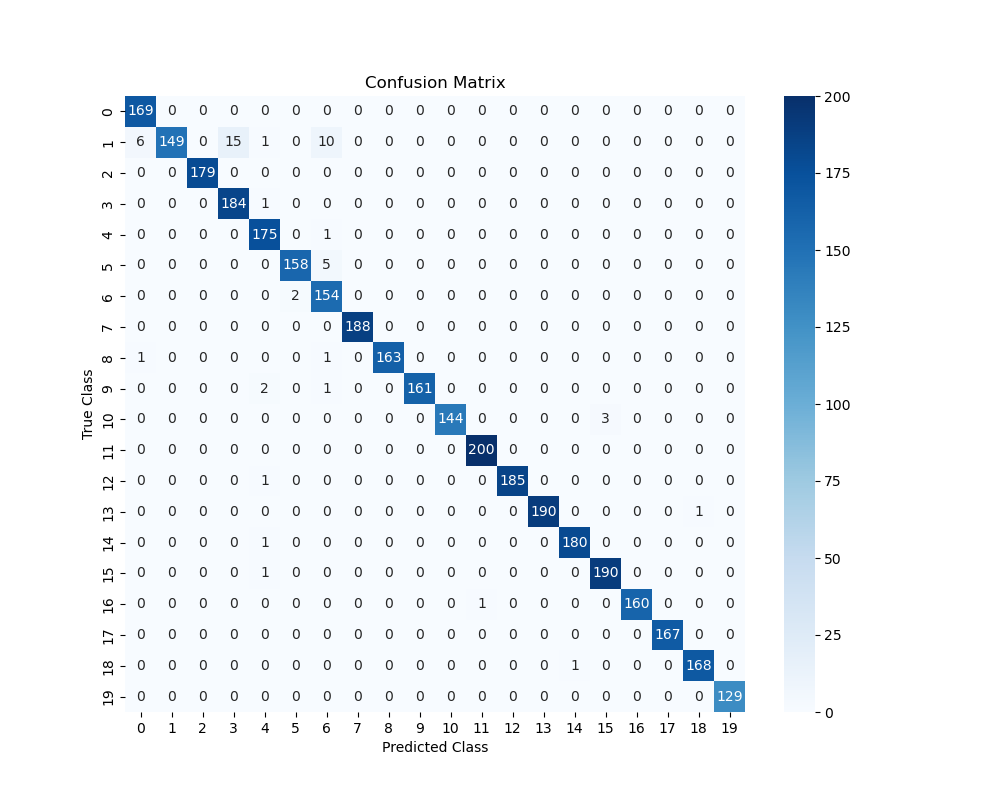 Confusion Matrix
True Class
0 169 0 0 0 0 0 0 0 0 0 0 0 0 0 0 0 0 0 0 0
1 6 149 0 15 1 0 10 0 0 0 0 0 0 0 0 0 0 0 0 0
2 0 0 179 0 0 0 0 0 0 0 0 0 0 0 0 0 0 0 0 0
3 0 0 0 184 1 0 0 0 0 0 0 0 0 0 0 0 0 0 0 0
4 0 0 0 0 175 0 1 0 0 0 0 0 0 0 0 0 0 0 0 0
5 0 0 0 0 0 158 5 0 0 0 0 0 0 0 0 0 0 0 0 0
6 0 0 0 0 0 2 154 0 0 0 0 0 0 0 0 0 0 0 0 0
7 0 0 0 0 0 0 0 188 0 0 0 0 0 0 0 0 0 0 0 0
8 1 0 0 0 0 0 1 0 163 0 0 0 0 0 0 0 0 0 0 0
9 0 0 0 0 2 0 1 0 0 161 0 0 0 0 0 0 0 0 0 0
10 0 0 0 0 0 0 0 0 0 0 144 0 0 0 0 3 0 0 0 0
11 0 0 0 0 0 0 0 0 0 0 0 200 0 0 0 0 0 0 0 0
12 0 0 0 0 1 0 0 0 0 0 0 0 185 0 0 0 0 0 0 0
13 0 0 0 0 0 0 0 0 0 0 0 0 0 190 0 0 0 0 1 0
14 0 0 0 0 1 0 0 0 0 0 0 0 0 0 180 0 0 0 0 0
15 0 0 0 0 1 0 0 0 0 0 0 0 0 0 0 190 0 0 0 0
16 0 0 0 0 0 0 0 0 0 0 0 1 0 0 0 0 160 0 0 0
17 0 0 0 0 0 0 0 0 0 0 0 0 0 0 0 0 0 167 0 0
18 0 0 0 0 0 0 0 0 0 0 0 0 0 0 1 0 0 0 168 0
19 0 0 0 0 0 0 0 0 0 0 0 0 0 0 0 0 0 0 0 129
0 1 2 3 4 5 6 7 8 9 10 11 12 13 14 15 16 17 18 19
Predicted Class
200
175
150
125
100
75
50
25
0